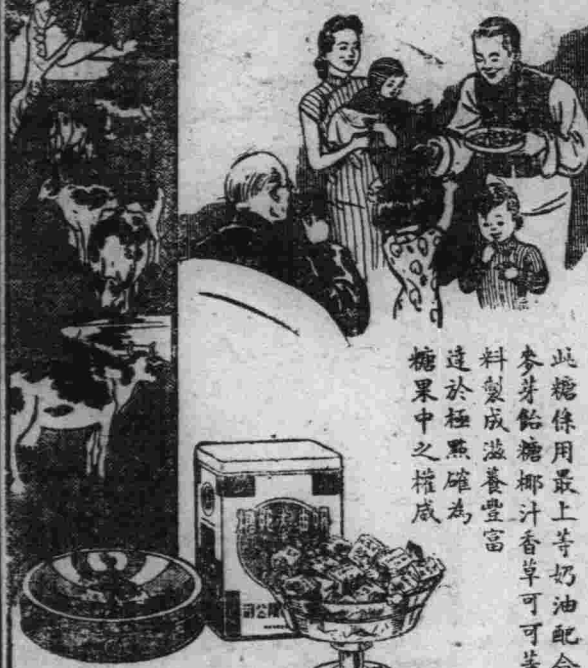 此糖係用最上等奶油配合
麥芽飴糖椰汁香草可可等
料製成滋養豐富
達於極點確為
糖果中之權威